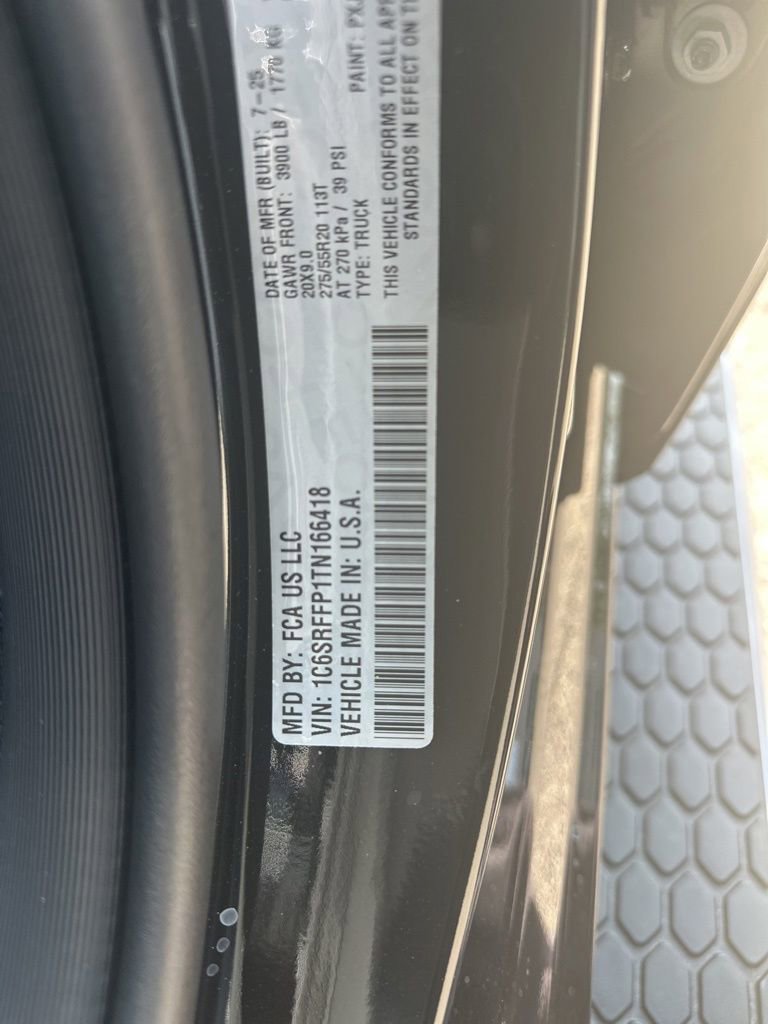 MFD BY: FCA US LLC
VIN: 1C6SRFFP1TN166418
VEHICLE MADE IN: U.S.A.
DATE OF MFR (BUILT): 7-25
GAWR FRONT: 3900 LB / 1770 KG
20X9.0
275/55R20 113T
AT 270 kPa / 39 PSI
TYPE: TRUCK PAINT:
THIS VEHICLE CONFORMS TO ALL
STANDARDS IN EFFECT ON